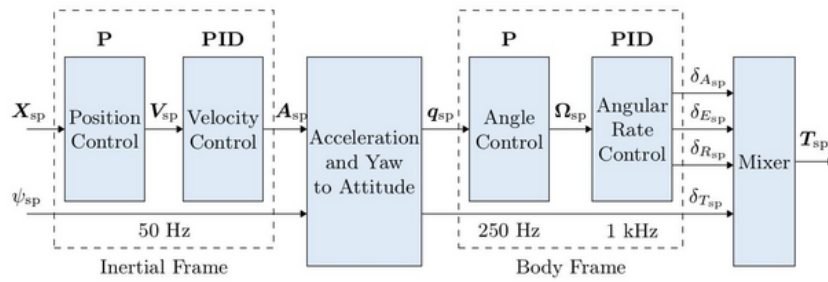 P
PID
P
PID
X_sp
Position
Control
V_sp
Velocity
Control
A_sp
Acceleration
and Yaw
to Attitude
q_sp
Angle
Control
Ω_sp
Angular
Rate
Control
δ_A_sp
δ_E_sp
δ_R_sp
Mixer
T_sp
ψ_sp
δ_T_sp
50 Hz
250 Hz
1 kHz
Inertial Frame
Body Frame